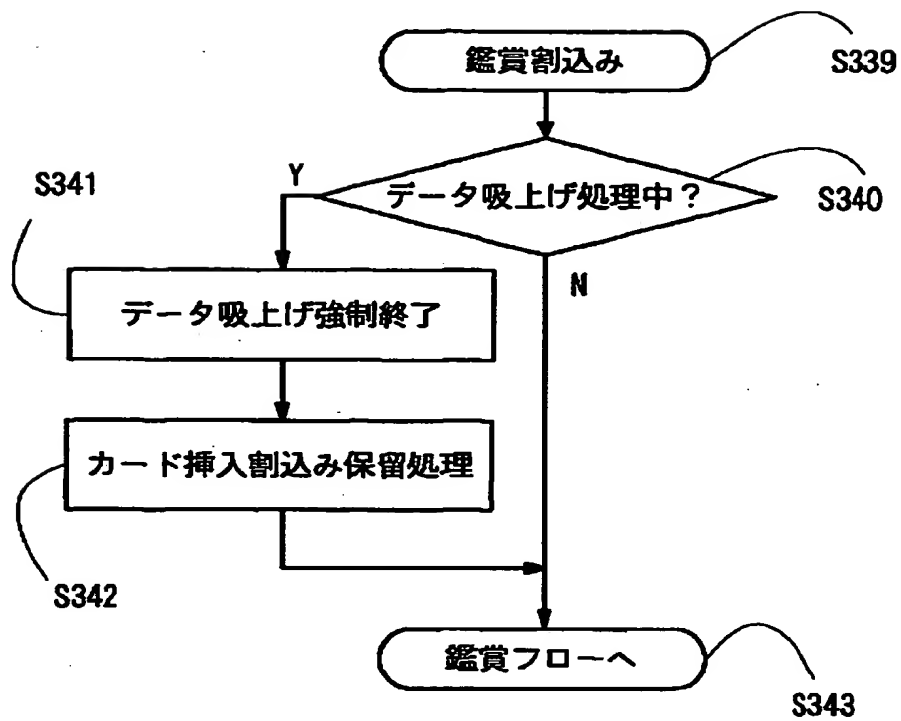 鑑賞割込み
S339
データ吸上げ処理中?
S340
Y
N
S341
データ吸上げ強制終了
カード挿入割込み保留処理
S342
鑑賞フローへ
S343